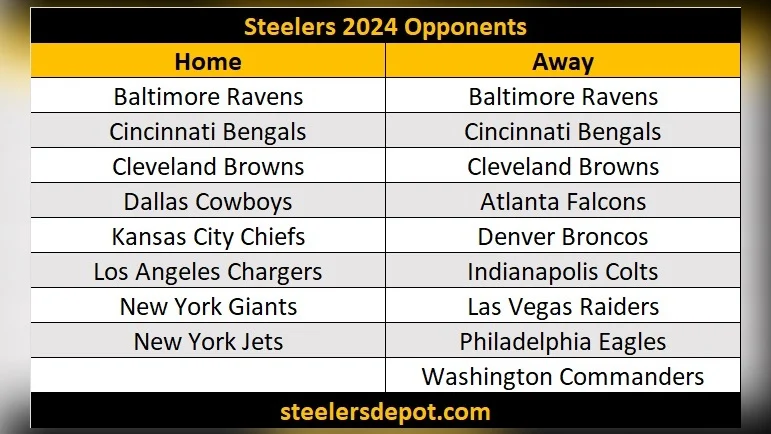 Steelers 2024 Opponents
Home Away
Baltimore Ravens Baltimore Ravens
Cincinnati Bengals Cincinnati Bengals
Cleveland Browns Cleveland Browns
Dallas Cowboys Atlanta Falcons
Kansas City Chiefs Denver Broncos
Los Angeles Chargers Indianapolis Colts
New York Giants Las Vegas Raiders
New York Jets Philadelphia Eagles
Washington Commanders
steelersdepot.com